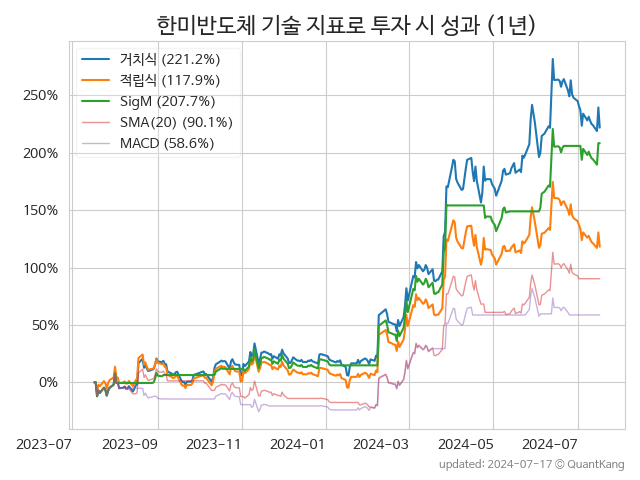 한미반도체 기술 지표로 투자 시 성과 (1년)
거치식 (221.2%)
적립식 (117.9%)
SigM (207.7%)
SMA(20) (90.1%)
MACD (58.6%)
250%
200%
150%
100%
50%
0%
2023-07 2023-09 2023-11 2024-01 2024-03 2024-05 2024-07
updated: 2024-07-17 © QuantKang